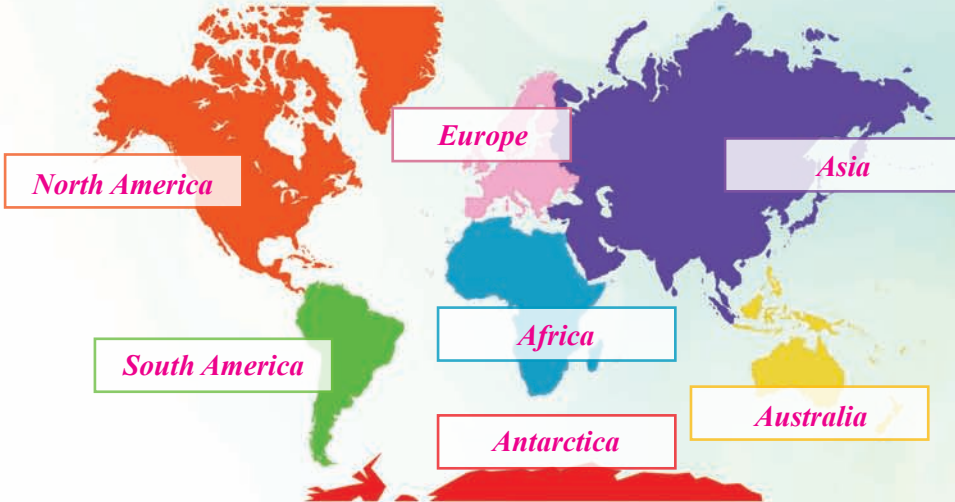 Europe
North America
Asia
Africa
South America
Australia
Antarctica